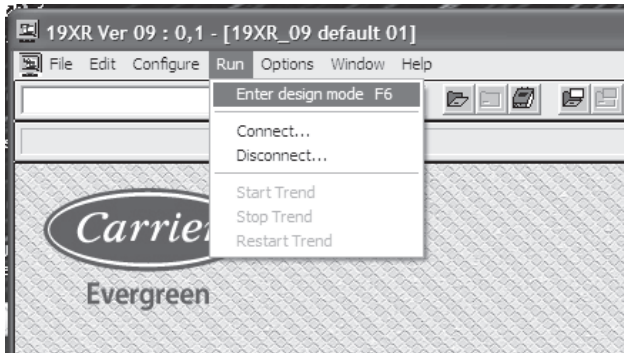 19XR Ver 09 : 0,1 - [19XR_09 default 01]
File Edit Configure Run Options Window Help
Enter design mode F6
Connect...
Disconnect...
Start Trend
Stop Trend
Restart Trend
Carrier
Evergreen